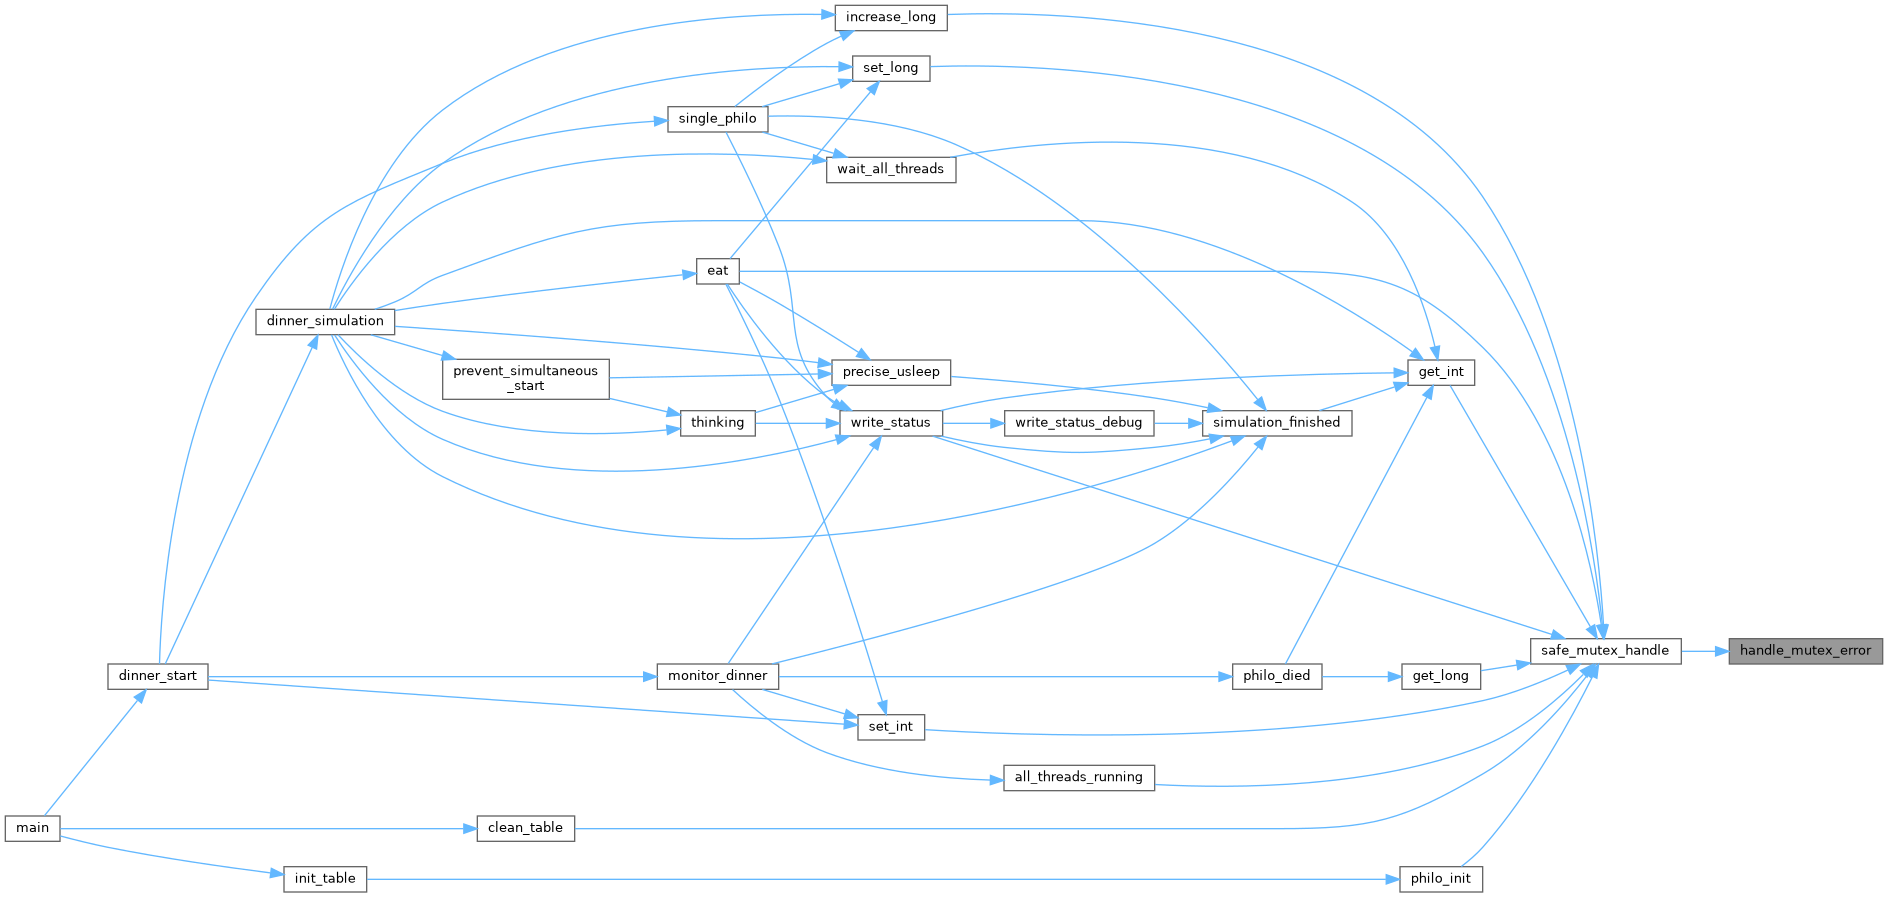 increase_long
set_long
single_philo
wait_all_threads
eat
dinner_simulation
prevent_simultaneous
_start
precise_usleep
get_int
thinking
write_status
write_status_debug
simulation_finished
safe_mutex_handle
handle_mutex_error
dinner_start
monitor_dinner
philo_died
get_long
set_int
all_threads_running
main
clean_table
init_table
philo_init